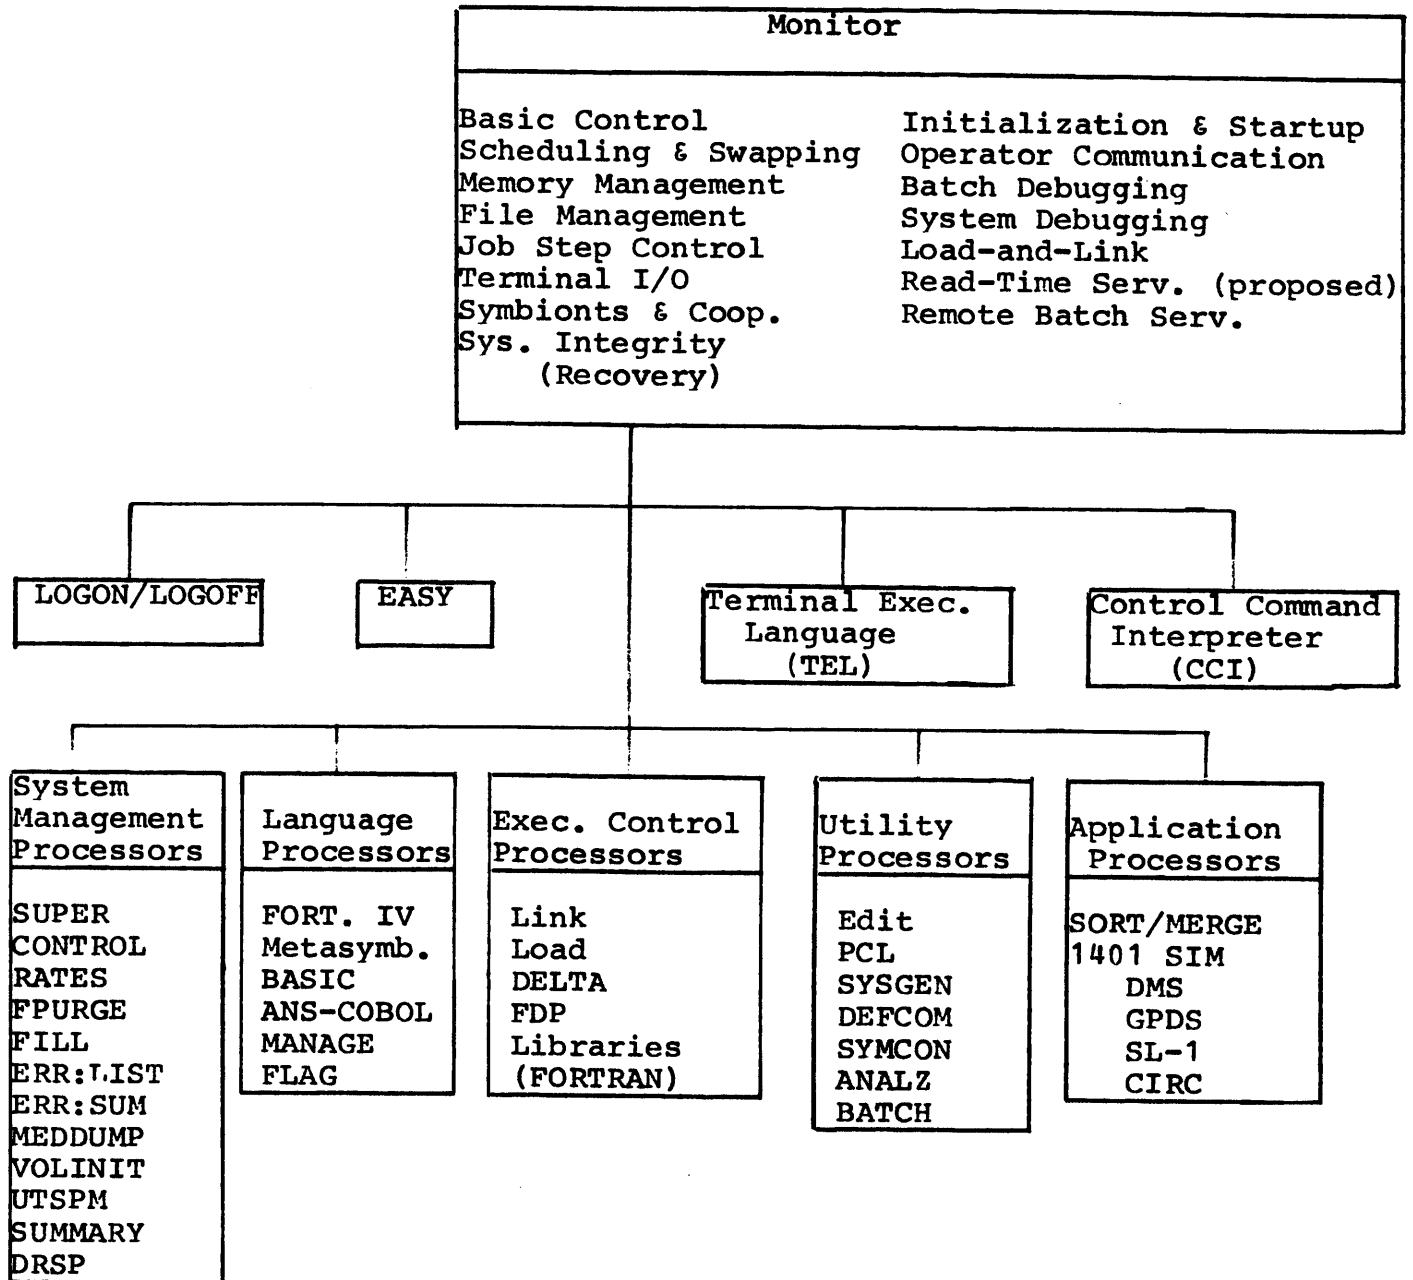 Monitor
Basic Control
Scheduling & Swapping
Memory Management
File Management
Job Step Control
Terminal I/O
Symbionts & Coop.
Sys. Integrity
(Recovery)
Initialization & Startup
Operator Communication
Batch Debugging
System Debugging
Load-and-Link
Read-Time Serv. (proposed)
Remote Batch Serv.
LOGON/LOGOFF
EASY
Terminal Exec.
Language
(TEL)
Control Command
Interpreter
(CCI)
System
Management
Processors
SUPER
CONTROL
RATES
FPURGE
FILL
ERR:LIST
ERR:SUM
MEDDUMP
VOLINIT
UTSPM
SUMMARY
DRSP
Language
Processors
FORT. IV
Metasymb.
BASIC
ANS-COBOL
MANAGE
FLAG
Exec. Control
Processors
Link
Load
DELTA
FDP
Libraries
(FORTRAN)
Utility
Processors
Edit
PCL
SYSGEN
DEFCOM
SYMCON
ANALZ
BATCH
Application
Processors
SORT/MERGE
1401 SIM
DMS
GPDS
SL-1
CIRC